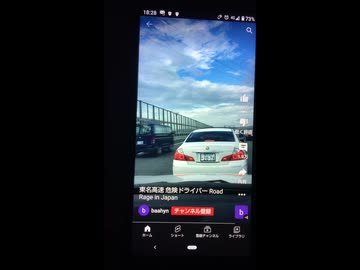 18:28
73%
低く評価
東名高速 危険ドライバー Road
Rage in Japan
b
baahyn
チャンネル登録
b
ホーム
ショート
登録チャンネル
ライブラリ